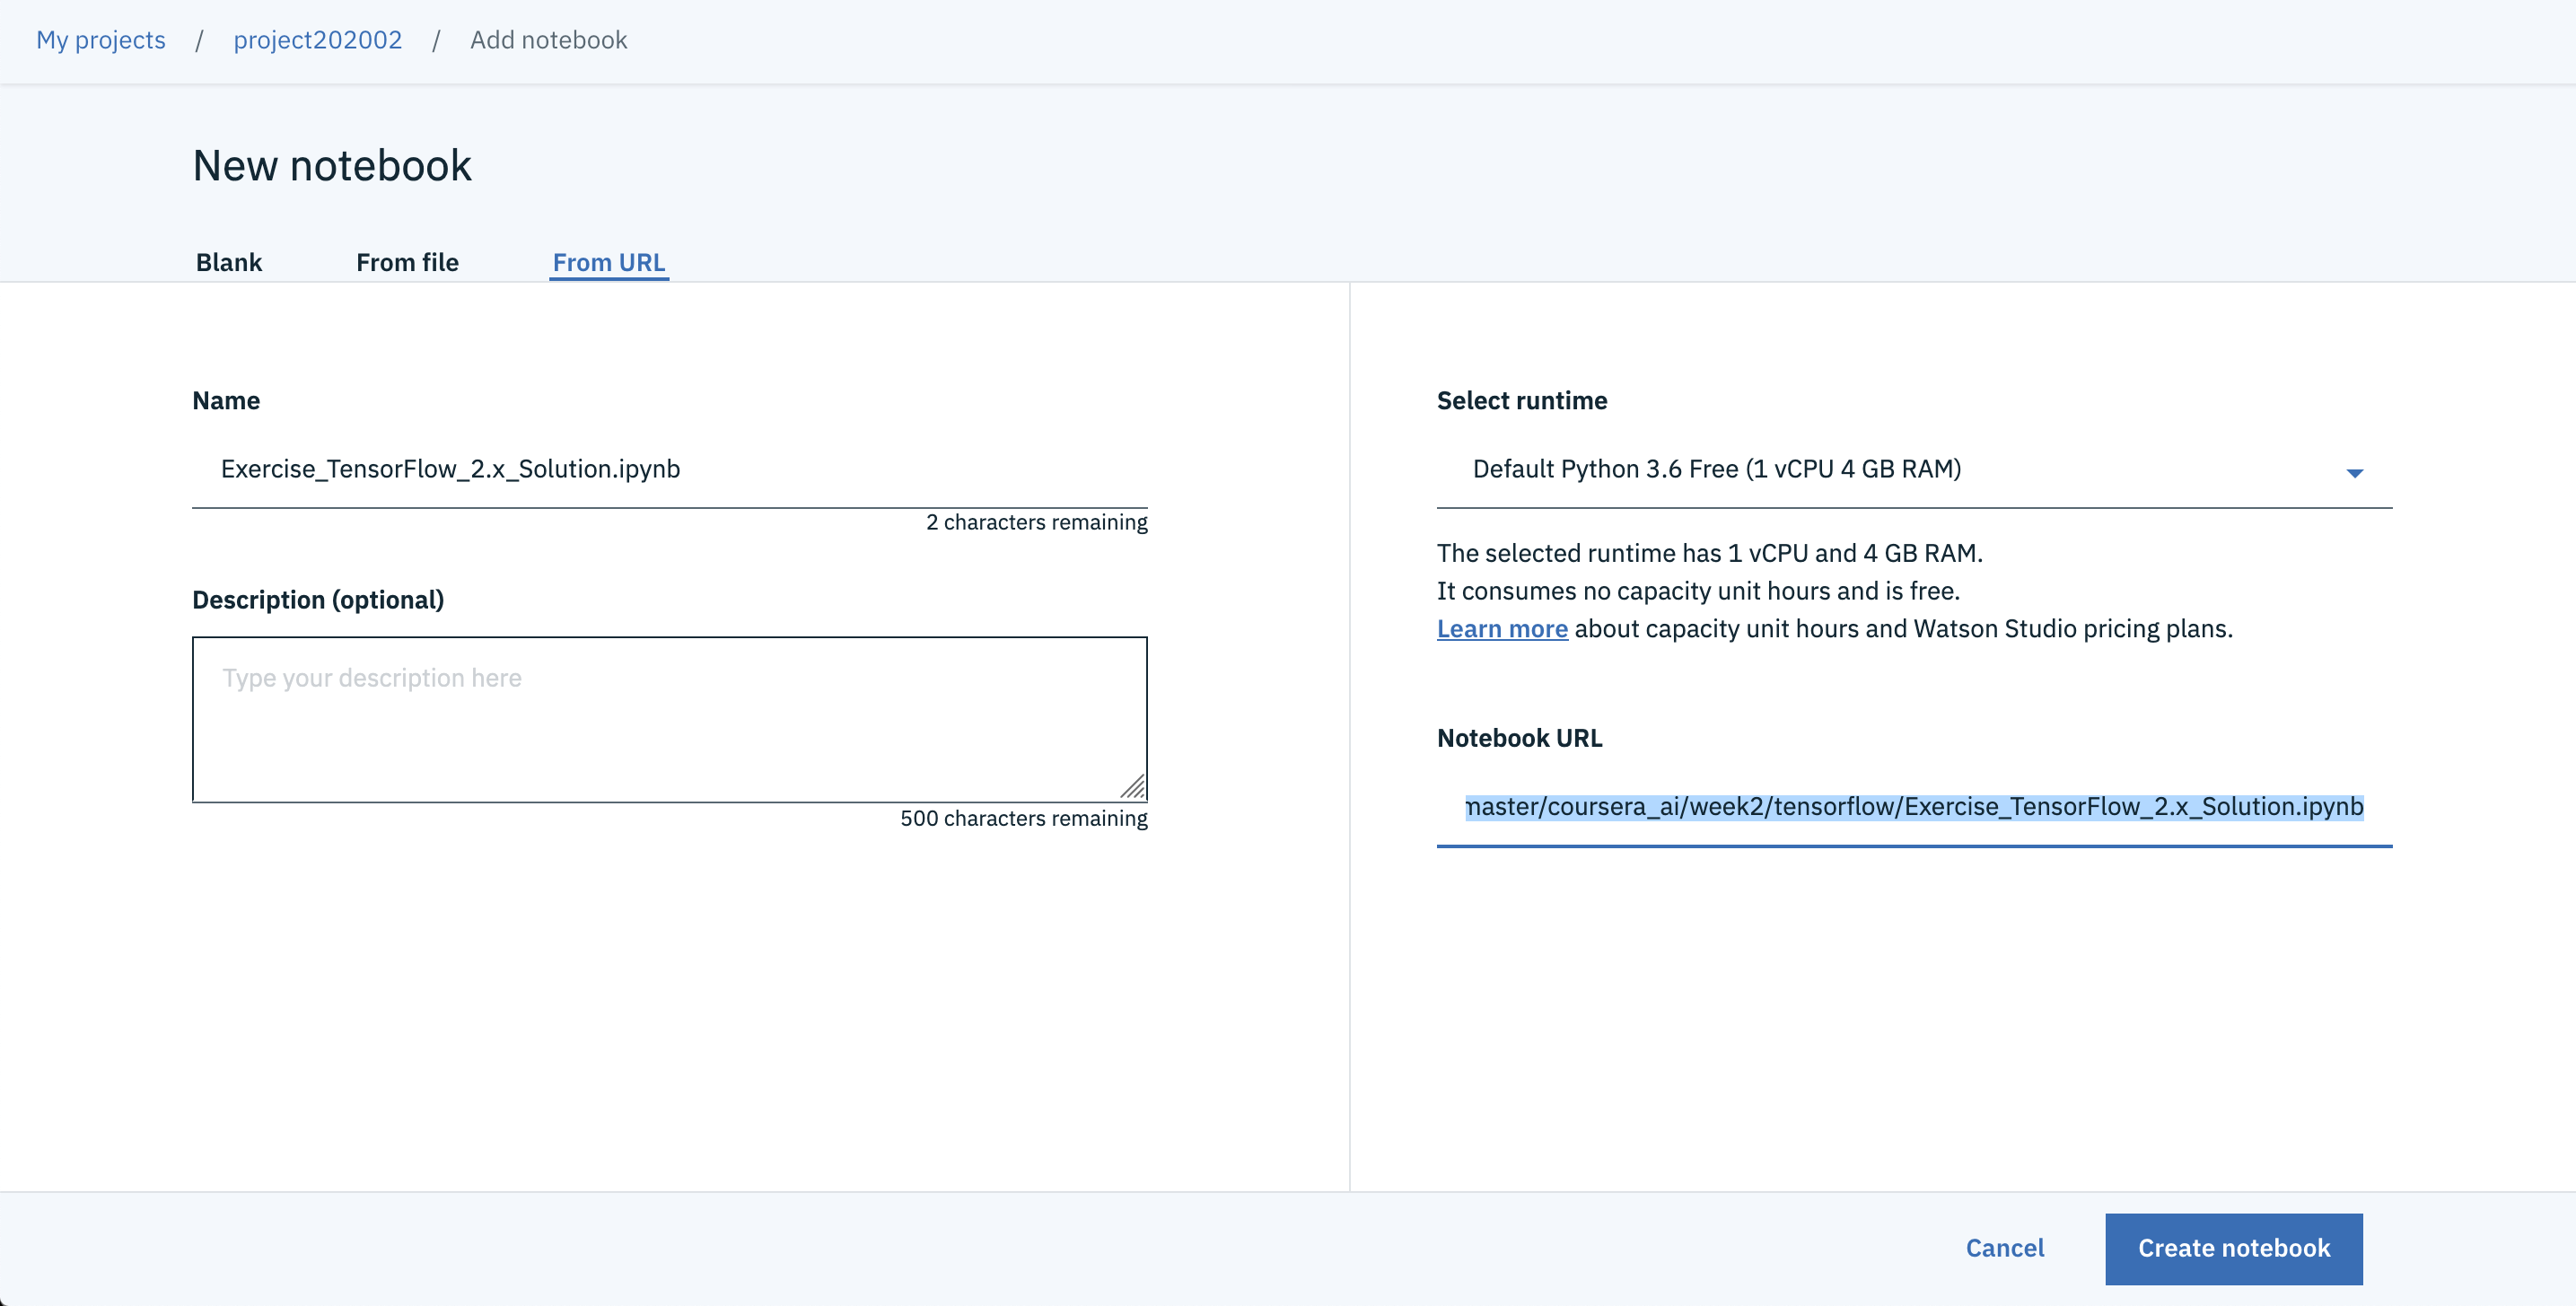 My projects / project202002 / Add notebook
New notebook
Blank From file From URL
Name
Exercise_TensorFlow_2.x_Solution.ipynb
2 characters remaining
Description (optional)
Type your description here
500 characters remaining
Select runtime
Default Python 3.6 Free (1 vCPU 4 GB RAM)
The selected runtime has 1 vCPU and 4 GB RAM.
It consumes no capacity unit hours and is free.
Learn more about capacity unit hours and Watson Studio pricing plans.
Notebook URL
master/coursera_ai/week2/tensorflow/Exercise_TensorFlow_2.x_Solution.ipynb
Cancel Create notebook